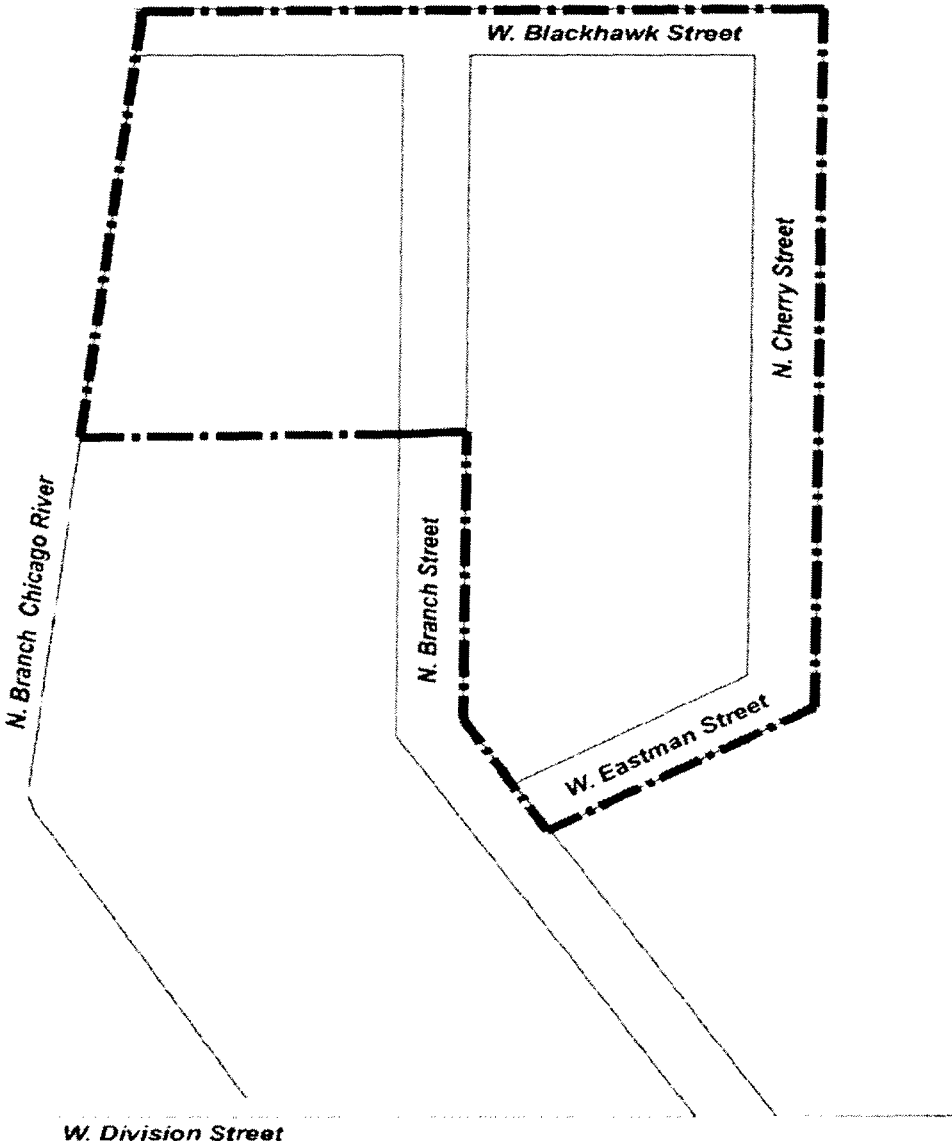 W. Blackhawk Street
N. Cherry Street
N. Branch Chicago River
N. Branch Street
W. Eastman Street
W. Division Street